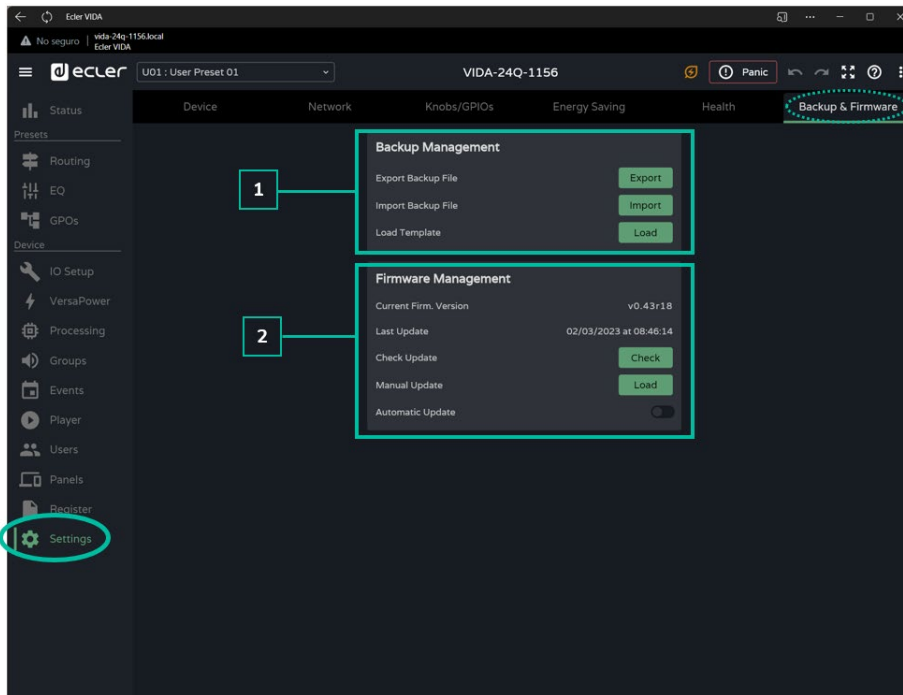 Ecler VIDA
No seguro | vida-24q-1156.local
Ecler VIDA
ecler U01 : User Preset 01 VIDA-24Q-1156 Panic
Device Network Knobs/GPIOs Energy Saving Health Backup & Firmware
Status
Presets
Routing
EQ
GPOs
Device
IO Setup
VersaPower
Processing
Groups
Events
Player
Users
Panels
Register
Settings
1
Backup Management
Export Backup File Export
Import Backup File Import
Load Template Load
2
Firmware Management
Current Firm. Version v0.43r18
Last Update 02/03/2023 at 08:46:14
Check Update Check
Manual Update Load
Automatic Update